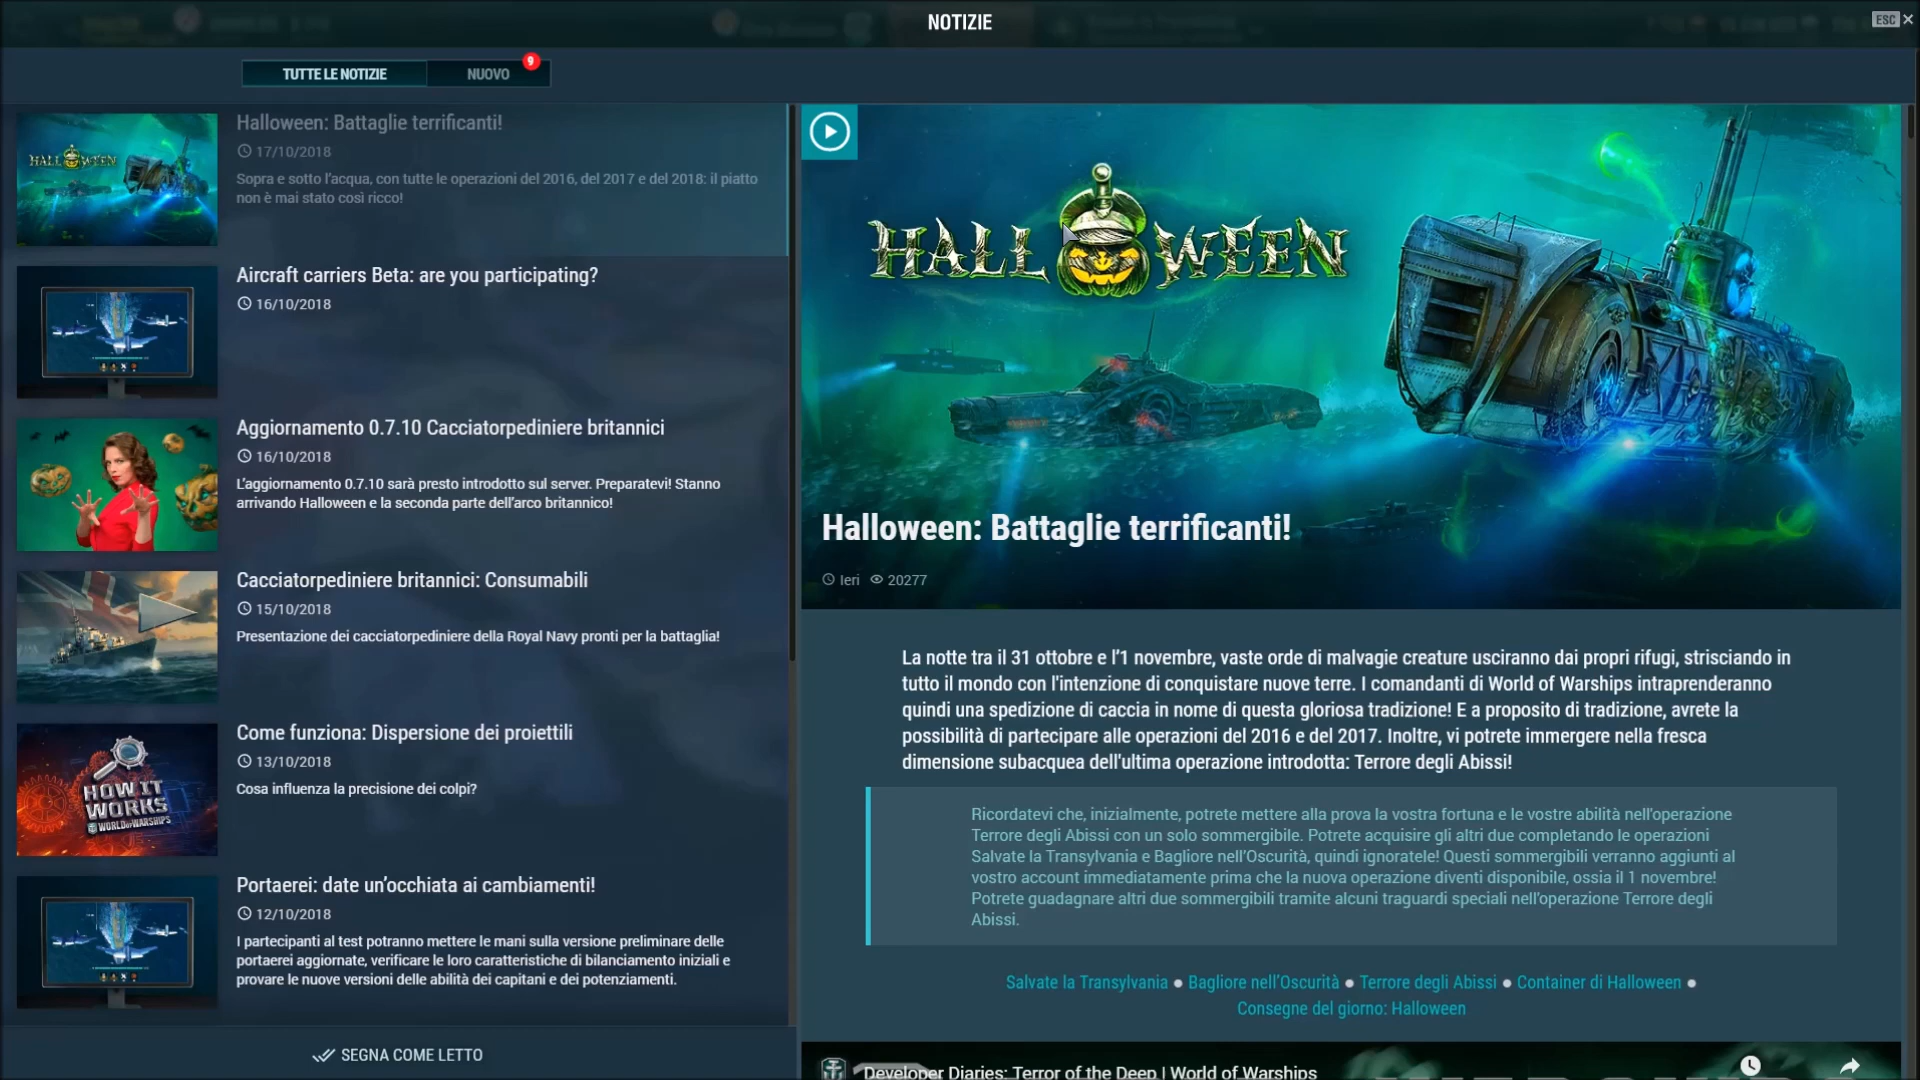 NOTIZIE
ESC
TUTTE LE NOTIZIE
NUOVO
9
HALLOWEEN
Halloween: Battaglie terrificanti!
17/10/2018
Sopra e sotto l'acqua, con tutte le operazioni del 2016, del 2017 e del 2018: il piatto
non è mai stato così ricco!
Aircraft carriers Beta: are you participating?
16/10/2018
Aggiornamento 0.7.10 Cacciatorpediniere britannici
16/10/2018
L'aggiornamento 0.7.10 sarà presto introdotto sul server. Preparatevi! Stanno
arrivando Halloween e la seconda parte dell'arco britannico!
Cacciatorpediniere britannici: Consumabili
15/10/2018
Presentazione dei cacciatorpediniere della Royal Navy pronti per la battaglia!
HOW IT
WORKS
WORLD OF WARSHIPS
Come funziona: Dispersione dei proiettili
13/10/2018
Cosa influenza la precisione dei colpi?
Portaerei: date un'occhiata ai cambiamenti!
12/10/2018
I partecipanti al test potranno mettere le mani sulla versione preliminare delle
portaerei aggiornate, verificare le loro caratteristiche di bilanciamento iniziali e
provare le nuove versioni delle abilità dei capitani e dei potenziamenti.
SEGNA COME LETTO
HALLOWEEN
Halloween: Battaglie terrificanti!
Ieri 20277
La notte tra il 31 ottobre e l'1 novembre, vaste orde di malvagie creature usciranno dai propri rifugi, strisciando in
tutto il mondo con l'intenzione di conquistare nuove terre. I comandanti di World of Warships intraprenderanno
quindi una spedizione di caccia in nome di questa gloriosa tradizione! E a proposito di tradizione, avrete la
possibilità di partecipare alle operazioni del 2016 e del 2017. Inoltre, vi potrete immergere nella fresca
dimensione subacquea dell'ultima operazione introdotta: Terrore degli Abissi!
Ricordatevi che, inizialmente, potrete mettere alla prova la vostra fortuna e le vostre abilità nell'operazione
Terrore degli Abissi con un solo sommergibile. Potrete acquisire gli altri due completando le operazioni
Salvate la Transylvania e Bagliore nell'Oscurità, quindi ignoratele! Questi sommergibili verranno aggiunti al
vostro account immediatamente prima che la nuova operazione diventi disponibile, ossia il 1 novembre!
Potrete guadagnare altri due sommergibili tramite alcuni traguardi speciali nell'operazione Terrore degli
Abissi.
Salvate la Transylvania ● Bagliore nell'Oscurità ● Terrore degli Abissi ● Container di Halloween ●
Consegne del giorno: Halloween
Developer Diaries: Terror of the Deep | World of Warships